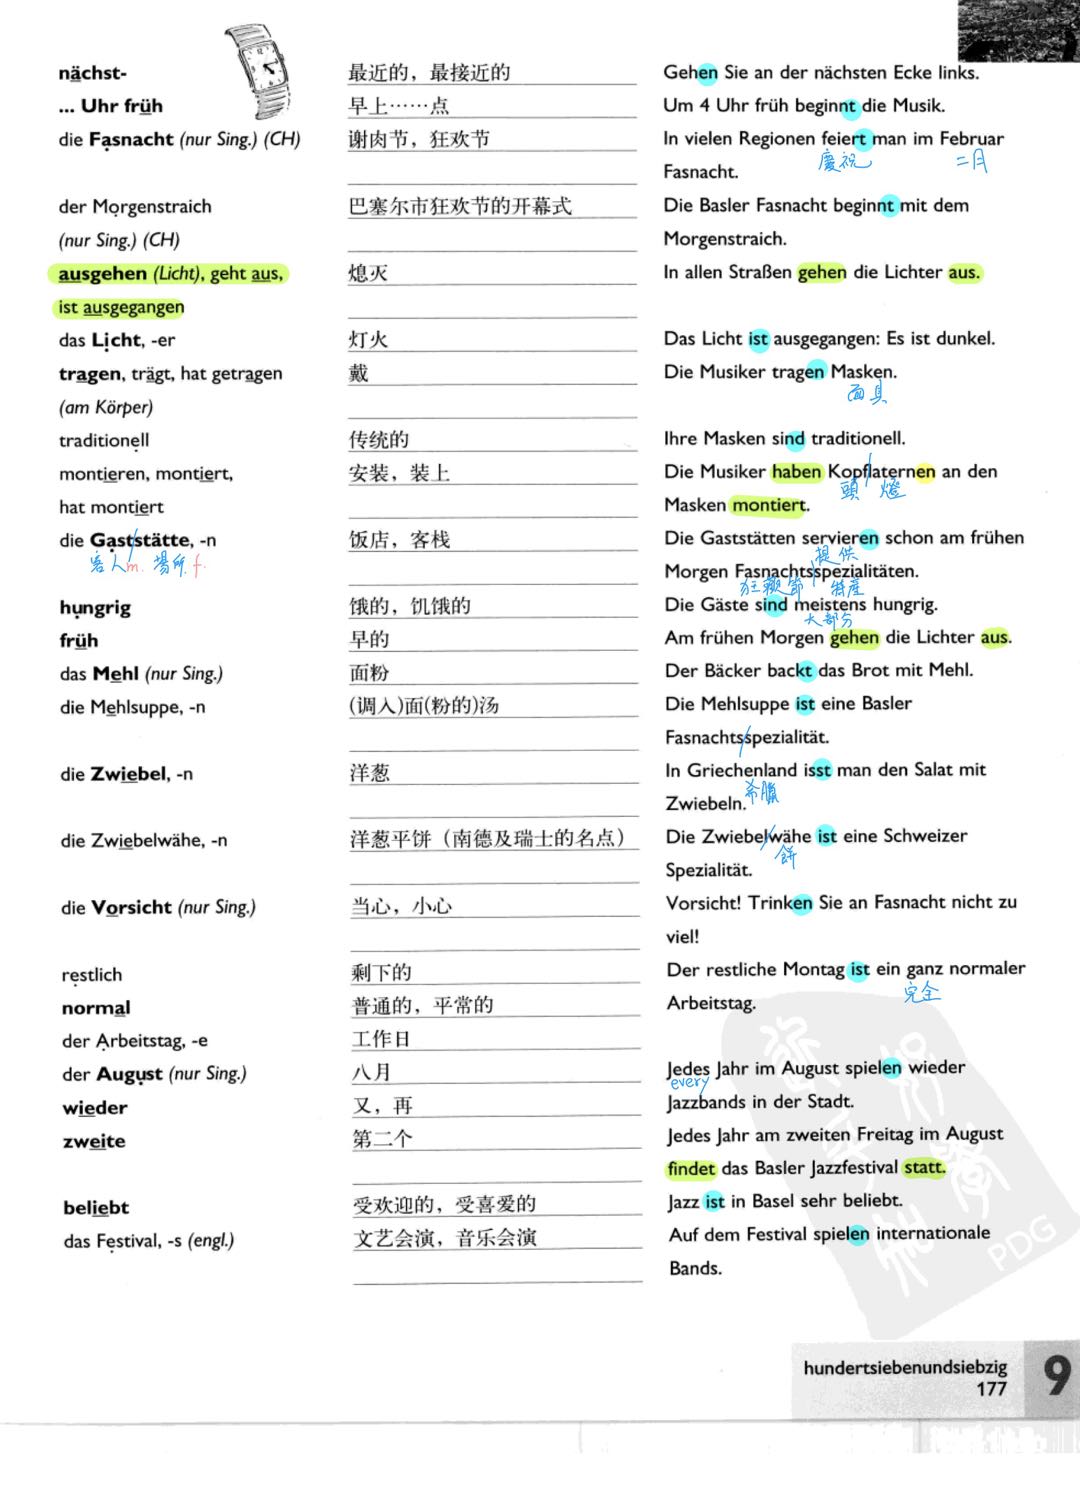 nächst- 最近的，最接近的 Gehen Sie an der nächsten Ecke links.
... Uhr früh 早上……点 Um 4 Uhr früh beginnt die Musik.
die Fasnacht (nur Sing.) (CH) 谢肉节，狂欢节 In vielen Regionen feiert man im Februar
慶祝 二月
Fasnacht.
der Morgenstraich 巴塞尔市狂欢节的开幕式 Die Basler Fasnacht beginnt mit dem
(nur Sing.) (CH) Morgenstraich.
ausgehen (Licht), geht aus, 熄灭 In allen Straßen gehen die Lichter aus.
ist ausgegangen
das Licht, -er 灯火 Das Licht ist ausgegangen: Es ist dunkel.
tragen, trägt, hat getragen 戴 Die Musiker tragen Masken.
面具
(am Körper)
traditionell 传统的 Ihre Masken sind traditionell.
montieren, montiert, 安装，装上 Die Musiker haben Kopflaternen an den
頭 燈
hat montiert Masken montiert.
die Gaststätte, -n 饭店，客栈 Die Gaststätten servieren schon am frühen
客人m. 場所.f. 提供
Morgen Fasnachtsspezialitäten.
狂歡節 特産
hungrig 饿的，饥饿的 Die Gäste sind meistens hungrig.
大部分
früh 早的 Am frühen Morgen gehen die Lichter aus.
das Mehl (nur Sing.) 面粉 Der Bäcker backt das Brot mit Mehl.
die Mehlsuppe, -n (调入)面(粉的)汤 Die Mehlsuppe ist eine Basler
Fasnachtsspezialität.
die Zwiebel, -n 洋葱 In Griechenland isst man den Salat mit
希臘
Zwiebeln.
die Zwiebelwähe, -n 洋葱平饼（南德及瑞士的名点） Die Zwiebelwähe ist eine Schweizer
餅
Spezialität.
die Vorsicht (nur Sing.) 当心，小心 Vorsicht! Trinken Sie an Fasnacht nicht zu
viel!
restlich 剩下的 Der restliche Montag ist ein ganz normaler
完全
normal 普通的，平常的 Arbeitstag.
der Arbeitstag, -e 工作日
der August (nur Sing.) 八月 Jedes Jahr im August spielen wieder
every
wieder 又，再 Jazzbands in der Stadt.
zweite 第二个 Jedes Jahr am zweiten Freitag im August
findet das Basler Jazzfestival statt.
beliebt 受欢迎的，受喜爱的 Jazz ist in Basel sehr beliebt.
das Festival, -s (engl.) 文艺会演，音乐会演 Auf dem Festival spielen internationale
Bands.
PDG
hundertsiebenundsiebzig
177
9